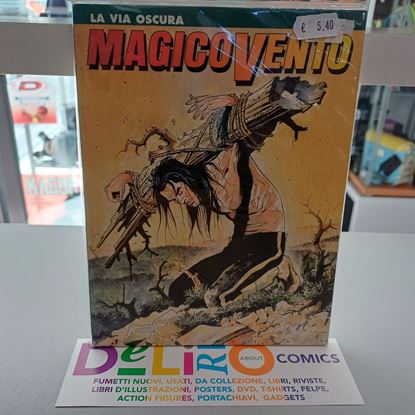 LA VIA OSCURA
€ 5.40
MAGICO VENTO
DeLiRiO ABOUT COMICS
FUMETTI NUOVI, USATI, DA COLLEZIONE, LIBRI, RIVISTE,
LIBRI D'ILLUSTRAZIONI, POSTERS, DVD, T-SHIRTS, FELPE,
ACTION FIGURES, PORTACHIAVI, GADGETS